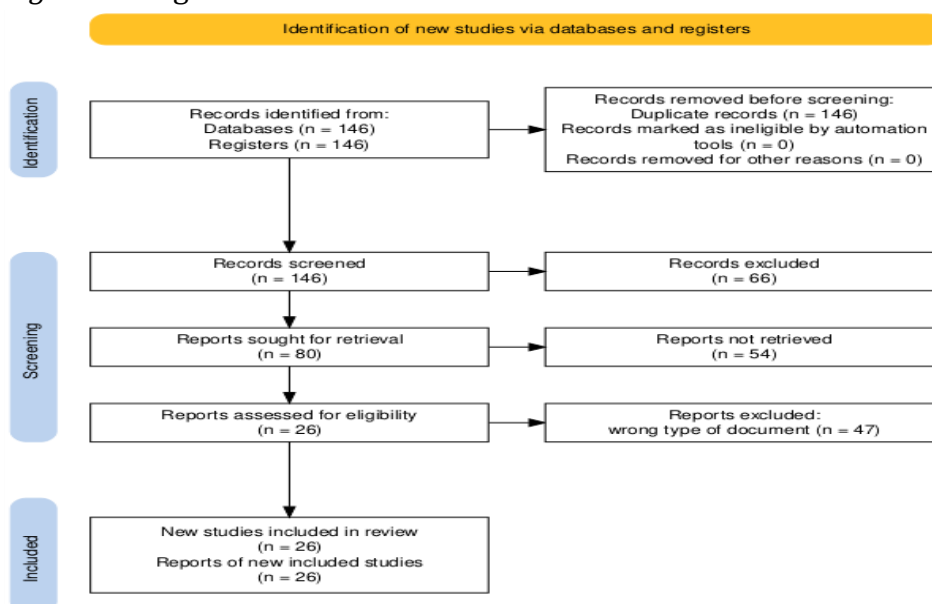 Identification of new studies via databases and registers
Identification
Records identified from:
Databases (n = 146)
Registers (n = 146)
Records removed before screening:
Duplicate records (n = 146)
Records marked as ineligible by automation
tools (n = 0)
Records removed for other reasons (n = 0)
Screening
Records screened
(n = 146)
Records excluded
(n = 66)
Reports sought for retrieval
(n = 80)
Reports not retrieved
(n = 54)
Reports assessed for eligibility
(n = 26)
Reports excluded:
wrong type of document (n = 47)
Included
New studies included in review
(n = 26)
Reports of new included studies
(n = 26)